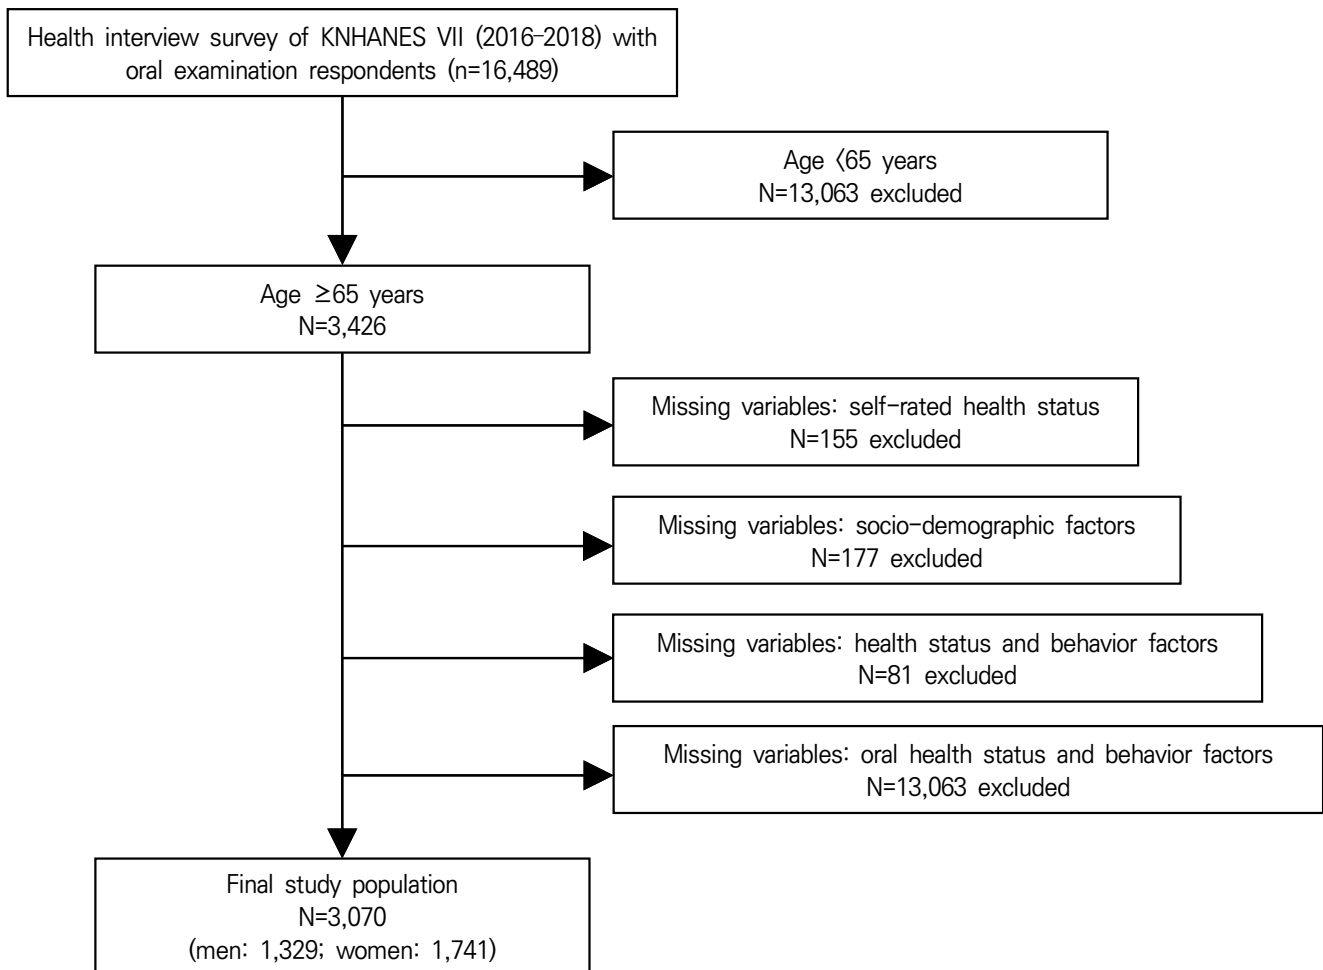 Health interview survey of KNHANES VII (2016-2018) with
oral examination respondents (n=16,489)
Age <65 years
N=13,063 excluded
Age ≥65 years
N=3,426
Missing variables: self-rated health status
N=155 excluded
Missing variables: socio-demographic factors
N=177 excluded
Missing variables: health status and behavior factors
N=81 excluded
Missing variables: oral health status and behavior factors
N=13,063 excluded
Final study population
N=3,070
(men: 1,329; women: 1,741)